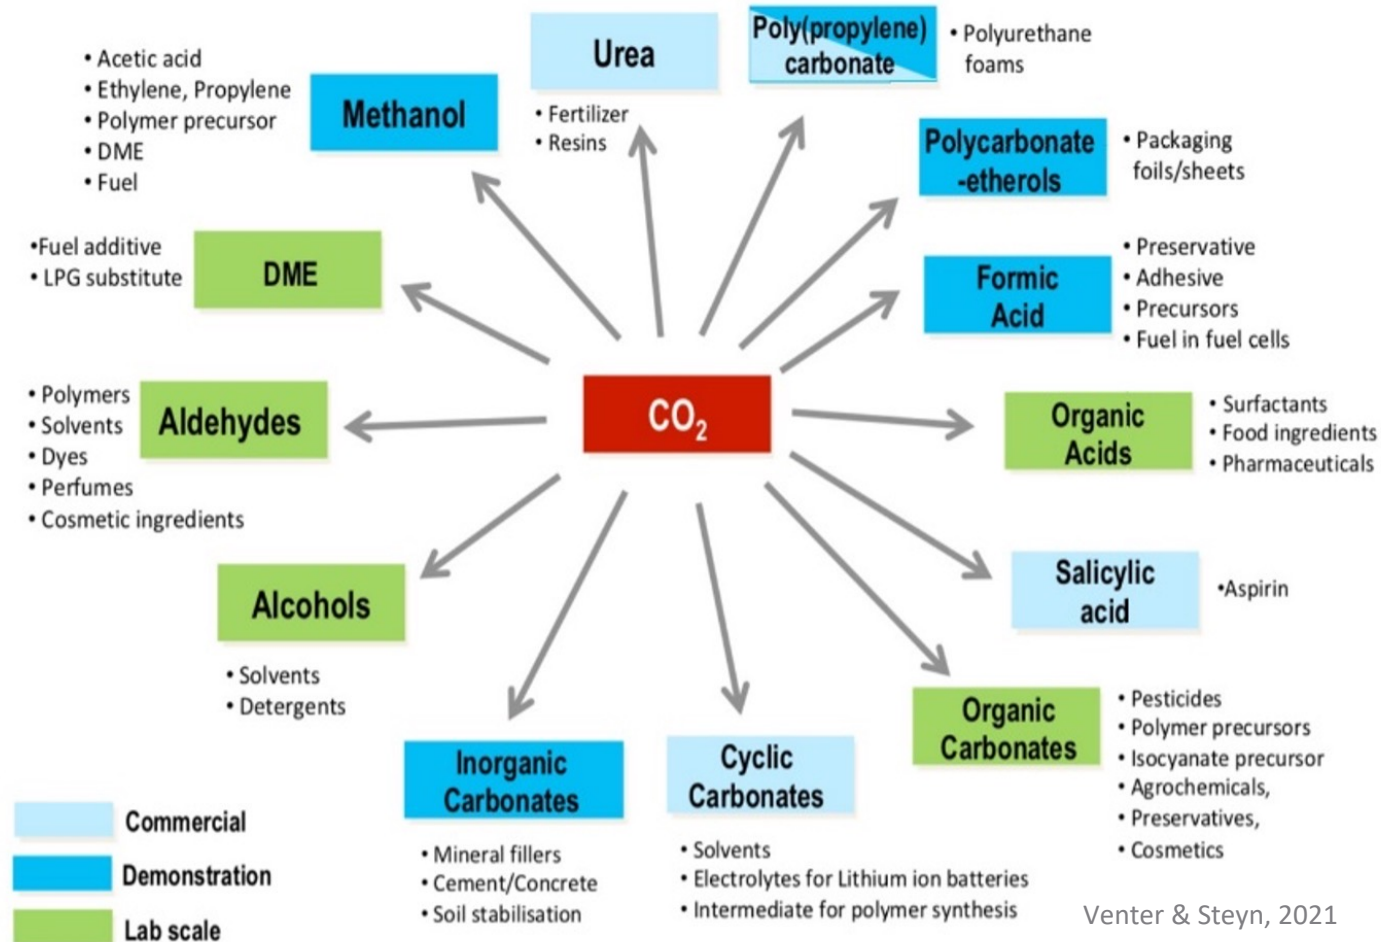 Urea
• Fertilizer
• Resins
Poly(propylene)
carbonate
• Polyurethane
foams
• Acetic acid
• Ethylene, Propylene
• Polymer precursor
• DME
• Fuel
Methanol
Polycarbonate
-etherols
• Packaging
foils/sheets
•Fuel additive
• LPG substitute
DME
Formic
Acid
• Preservative
• Adhesive
• Precursors
• Fuel in fuel cells
• Polymers
• Solvents
• Dyes
• Perfumes
• Cosmetic ingredients
Aldehydes
CO₂
Organic
Acids
• Surfactants
• Food ingredients
• Pharmaceuticals
Alcohols
• Solvents
• Detergents
Salicylic
acid
•Aspirin
Inorganic
Carbonates
• Mineral fillers
• Cement/Concrete
• Soil stabilisation
Cyclic
Carbonates
• Solvents
• Electrolytes for Lithium ion batteries
• Intermediate for polymer synthesis
Organic
Carbonates
• Pesticides
• Polymer precursors
• Isocyanate precursor
• Agrochemicals,
• Preservatives,
• Cosmetics
Commercial
Demonstration
Lab scale
Venter & Steyn, 2021